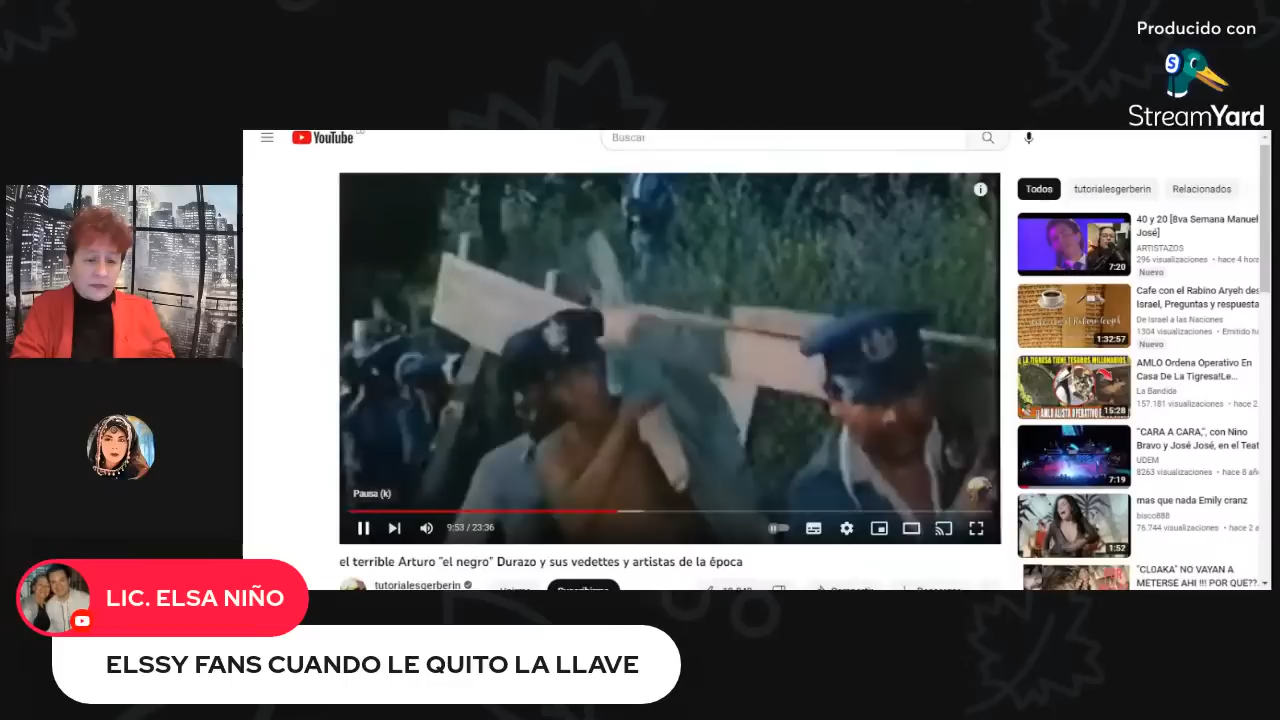 Producido con
StreamYard
YouTube
Buscar
Todos
tutorialesgerberin
Relacionados
40 y 20 [8va Semana Manuel
José]
ARTISTAZOS
296 visualizaciones • hace 4 hora
Nuevo
7:20
Cafe con el Rabino Aryeh des
Israel, Preguntas y respuesta
De Israel a las Naciones
1304 visualizaciones • Emitido ha
Nuevo
1:32:57
AMLO Ordena Operativo En
Casa De La Tigresa!Le...
La Bandida
157.181 visualizaciones • hace 2
15:28
"CARA A CARA,", con Nino
Bravo y José José, en el Teat
UDEM
8263 visualizaciones • hace 8 añ
7:19
mas que nada Emily cranz
bisco888
76.744 visualizaciones • hace 2 a
1:52
"CL0AKA" NO VAYAN A
METERSE AHI !!! POR QUE??.
Pausa (k)
9:53 / 23:36
el terrible Arturo "el negro" Durazo y sus vedettes y artistas de la época
tutorialesgerberin
LIC. ELSA NIÑO
ELSSY FANS CUANDO LE QUITO LA LLAVE